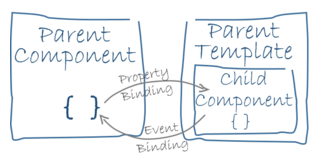 Parent
Component
{ }
Property
Binding
Event
Binding
Parent
Template
Child
Component
{ }